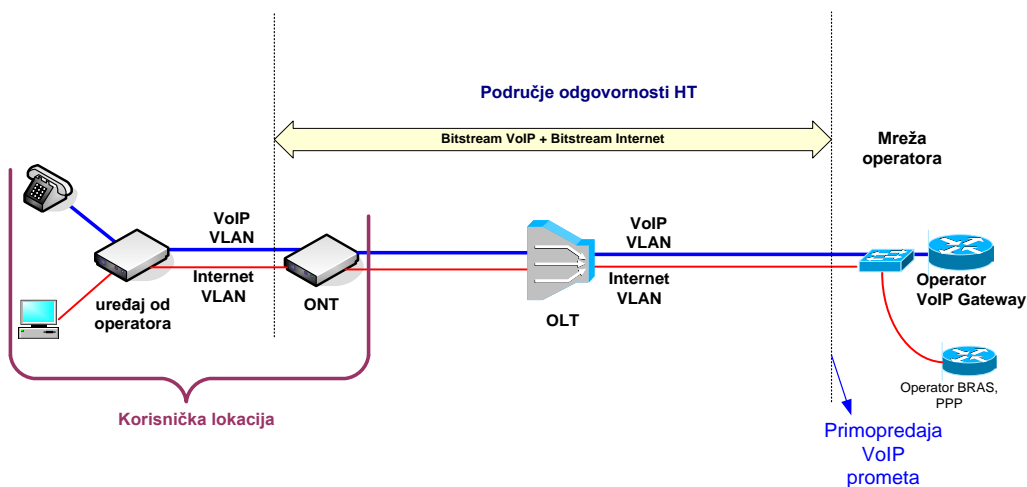 Područje odgovornosti HT
Bitstream VoIP + Bitstream Internet
Mreža
operatora
VoIP
VLAN
Internet
VLAN
uređaj od
operatora
ONT
OLT
VoIP
VLAN
Internet
VLAN
Operator
VoIP Gateway
Operator BRAS,
PPP
Korisnička lokacija
Primopredaja
VoIP
prometa